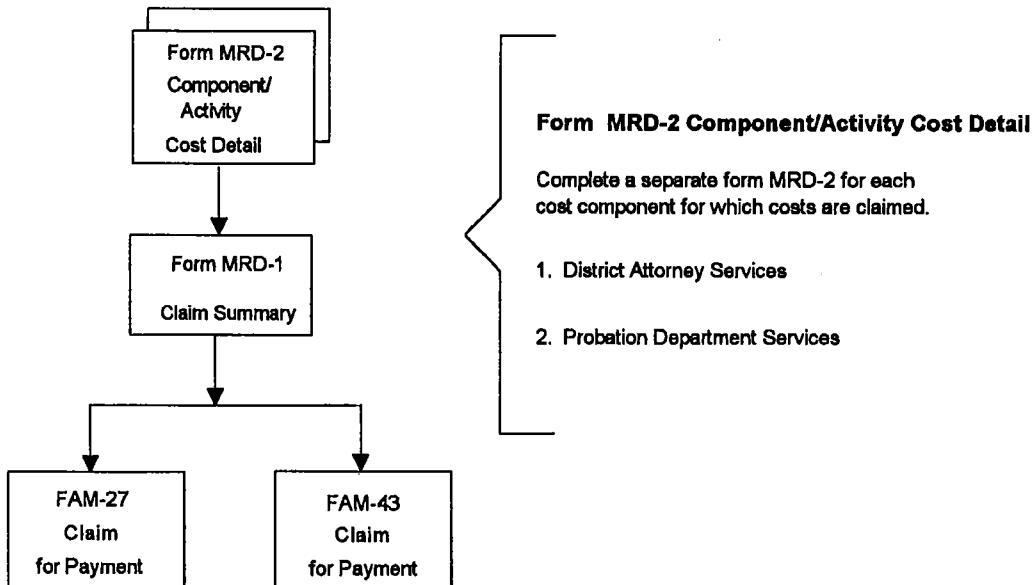 Form MRD-2
Component/
Activity
Cost Detail
Form MRD-1
Claim Summary
FAM-27
Claim
for Payment
FAM-43
Claim
for Payment
Form MRD-2 Component/Activity Cost Detail
Complete a separate form MRD-2 for each
cost component for which costs are claimed.
1. District Attorney Services
2. Probation Department Services